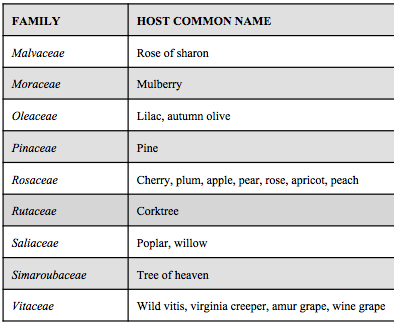 FAMILY HOST COMMON NAME
Malvaceae Rose of sharon
Moraceae Mulberry
Oleaceae Lilac, autumn olive
Pinaceae Pine
Rosaceae Cherry, plum, apple, pear, rose, apricot, peach
Rutaceae Corktree
Saliaceae Poplar, willow
Simaroubaceae Tree of heaven
Vitaceae Wild vitis, virginia creeper, amur grape, wine grape